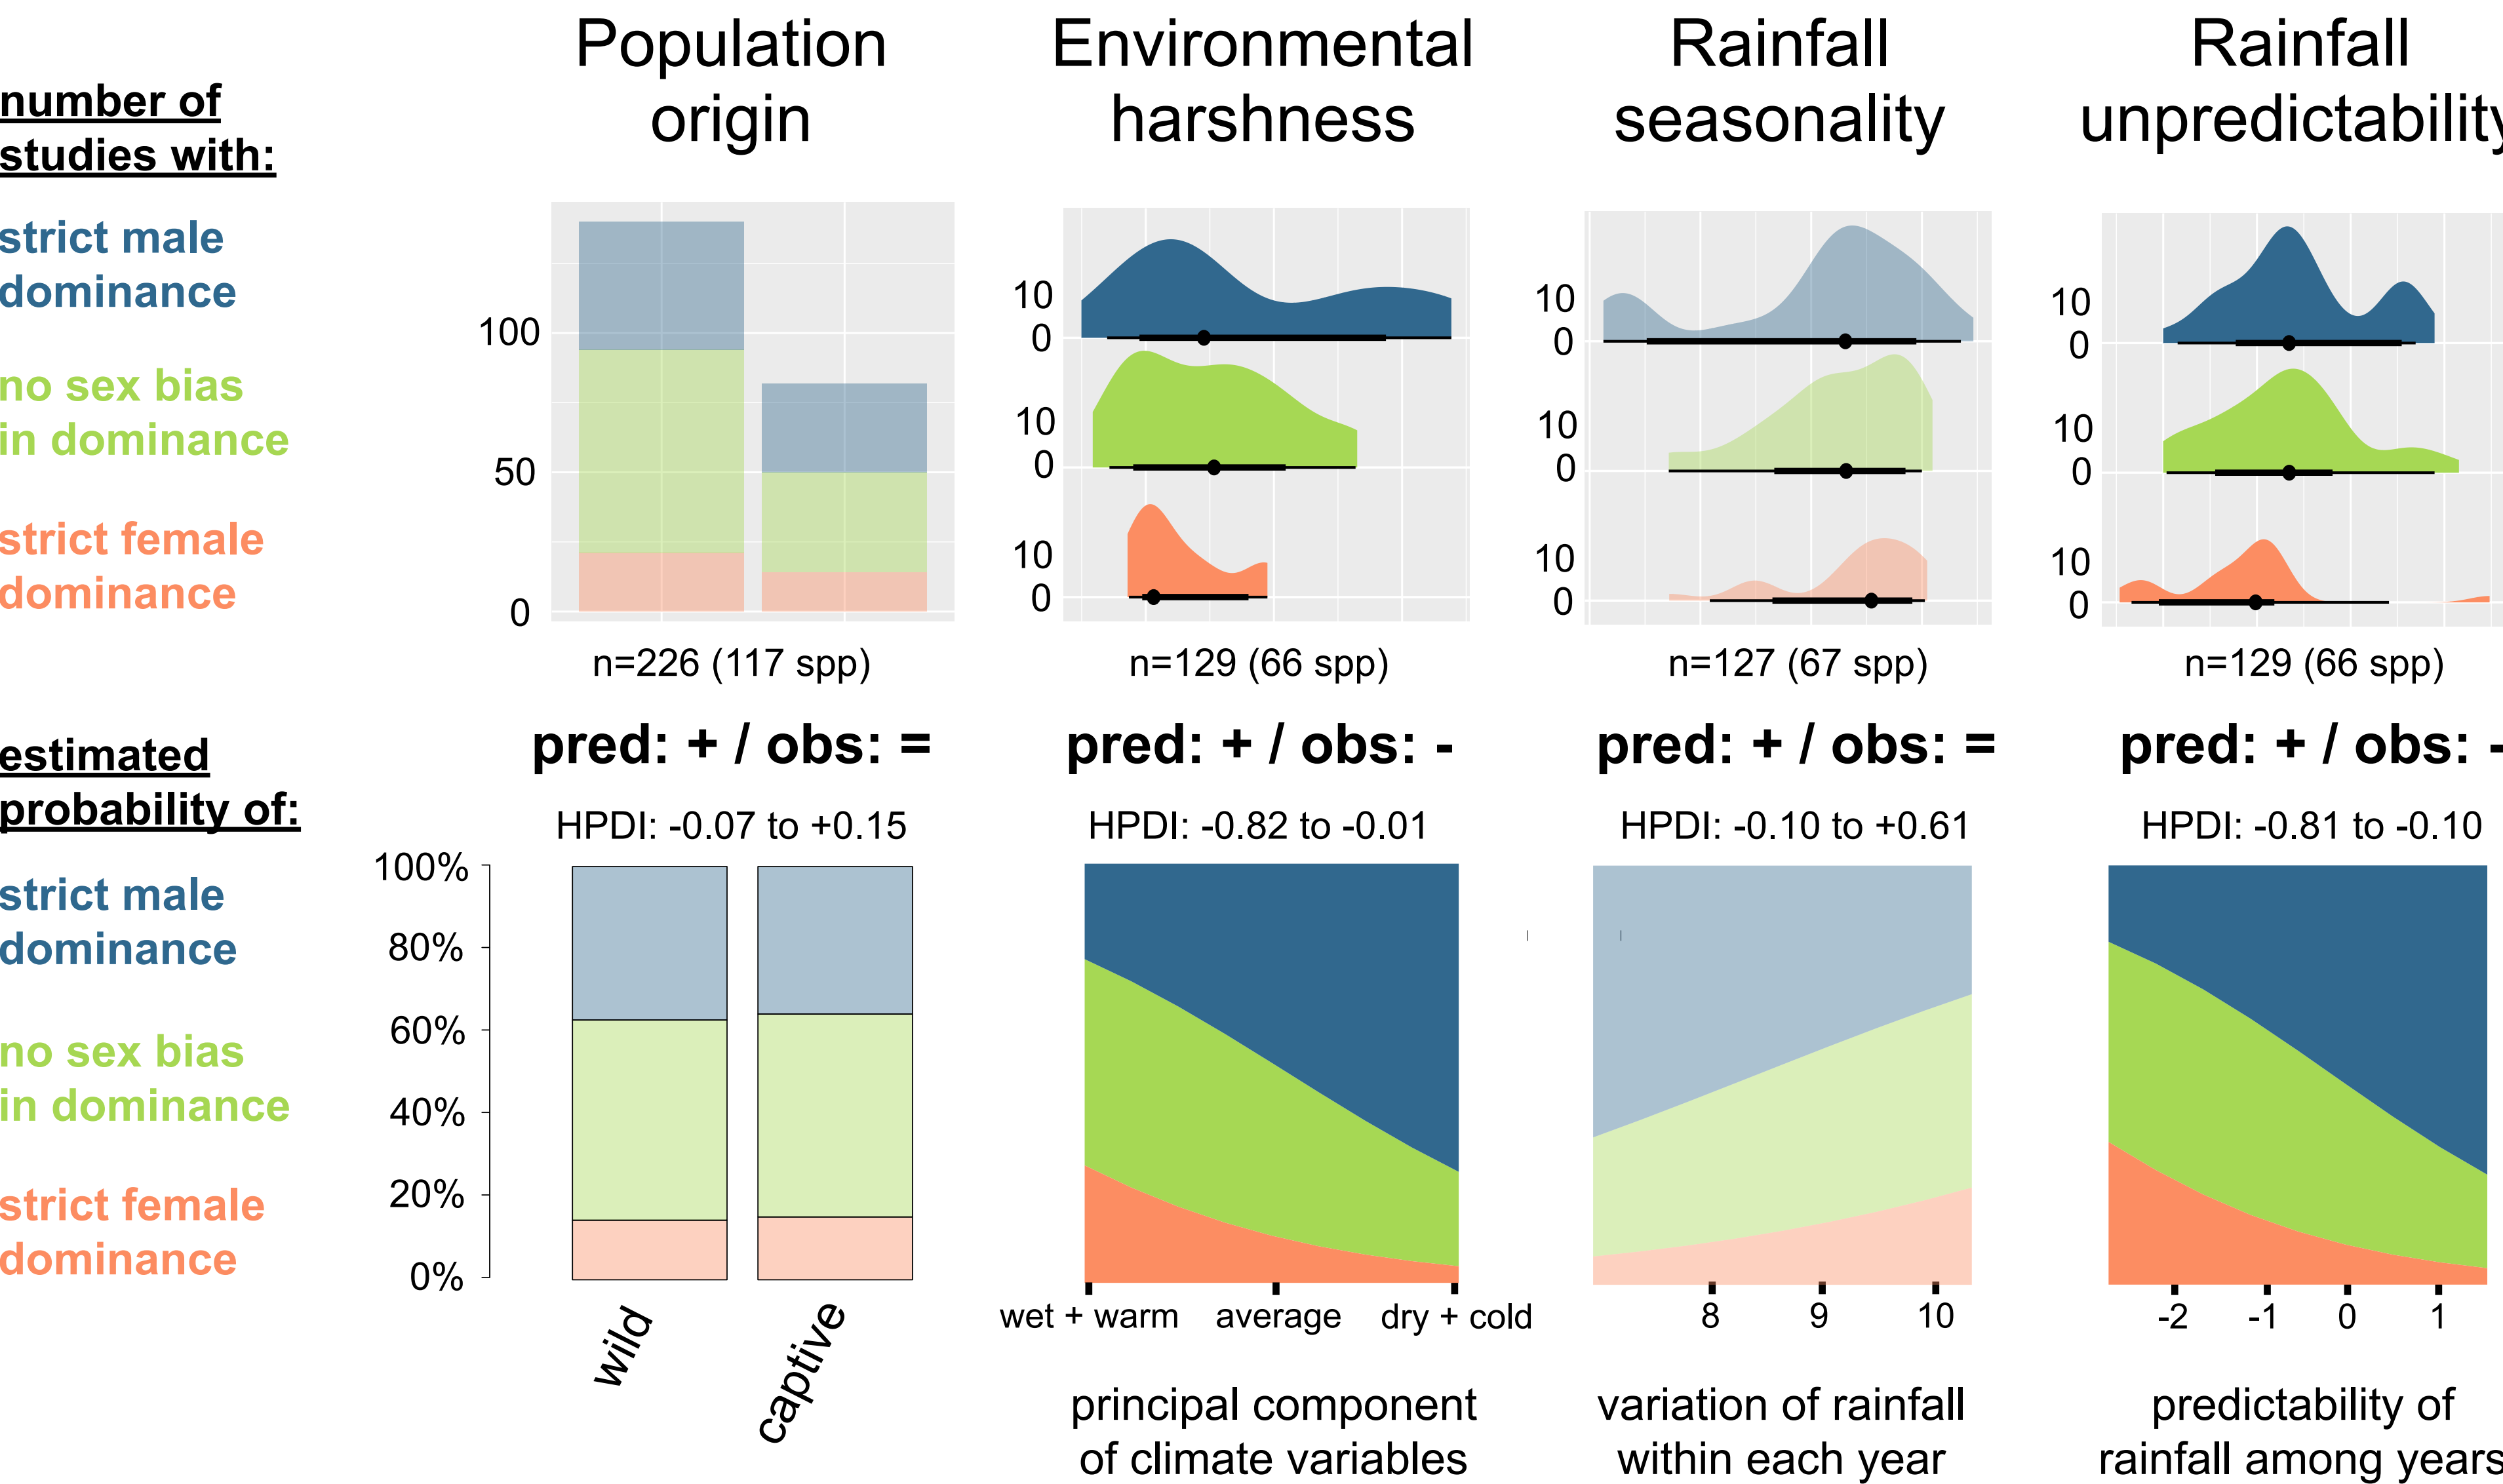 Population
origin
Environmental
harshness
Rainfall
seasonality
Rainfall
unpredictability
number of
studies with:
strict male
dominance
no sex bias
in dominance
strict female
dominance
100
50
0
10
0
10
0
10
0
10
0
10
0
10
0
10
0
10
0
10
0
n=226 (117 spp)
n=129 (66 spp)
n=127 (67 spp)
n=129 (66 spp)
pred: + / obs: =
pred: + / obs: -
pred: + / obs: =
pred: + / obs: -
HPDI: -0.07 to +0.15
HPDI: -0.82 to -0.01
HPDI: -0.10 to +0.61
HPDI: -0.81 to -0.10
estimated
probability of:
strict male
dominance
no sex bias
in dominance
strict female
dominance
100%
80%
60%
40%
20%
0%
wild
captive
wet + warm
average
dry + cold
8
9
10
-2
-1
0
1
principal component
of climate variables
variation of rainfall
within each year
predictability of
rainfall among years